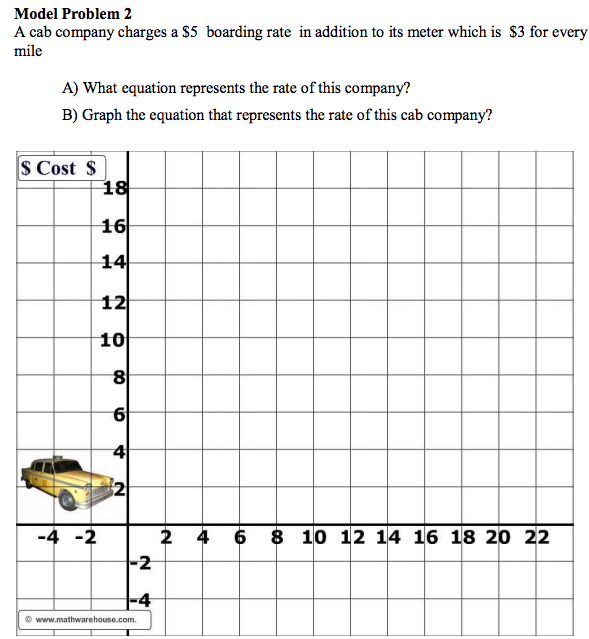 Model Problem 2
A cab company charges a $5 boarding rate in addition to its meter which is $3 for every
mile
A) What equation represents the rate of this company?
B) Graph the equation that represents the rate of this cab company?
$ Cost $
18
16
14
12
10
8
6
4
2
-4 -2 2 4 6 8 10 12 14 16 18 20 22
-2
-4
© www.mathwarehouse.com.